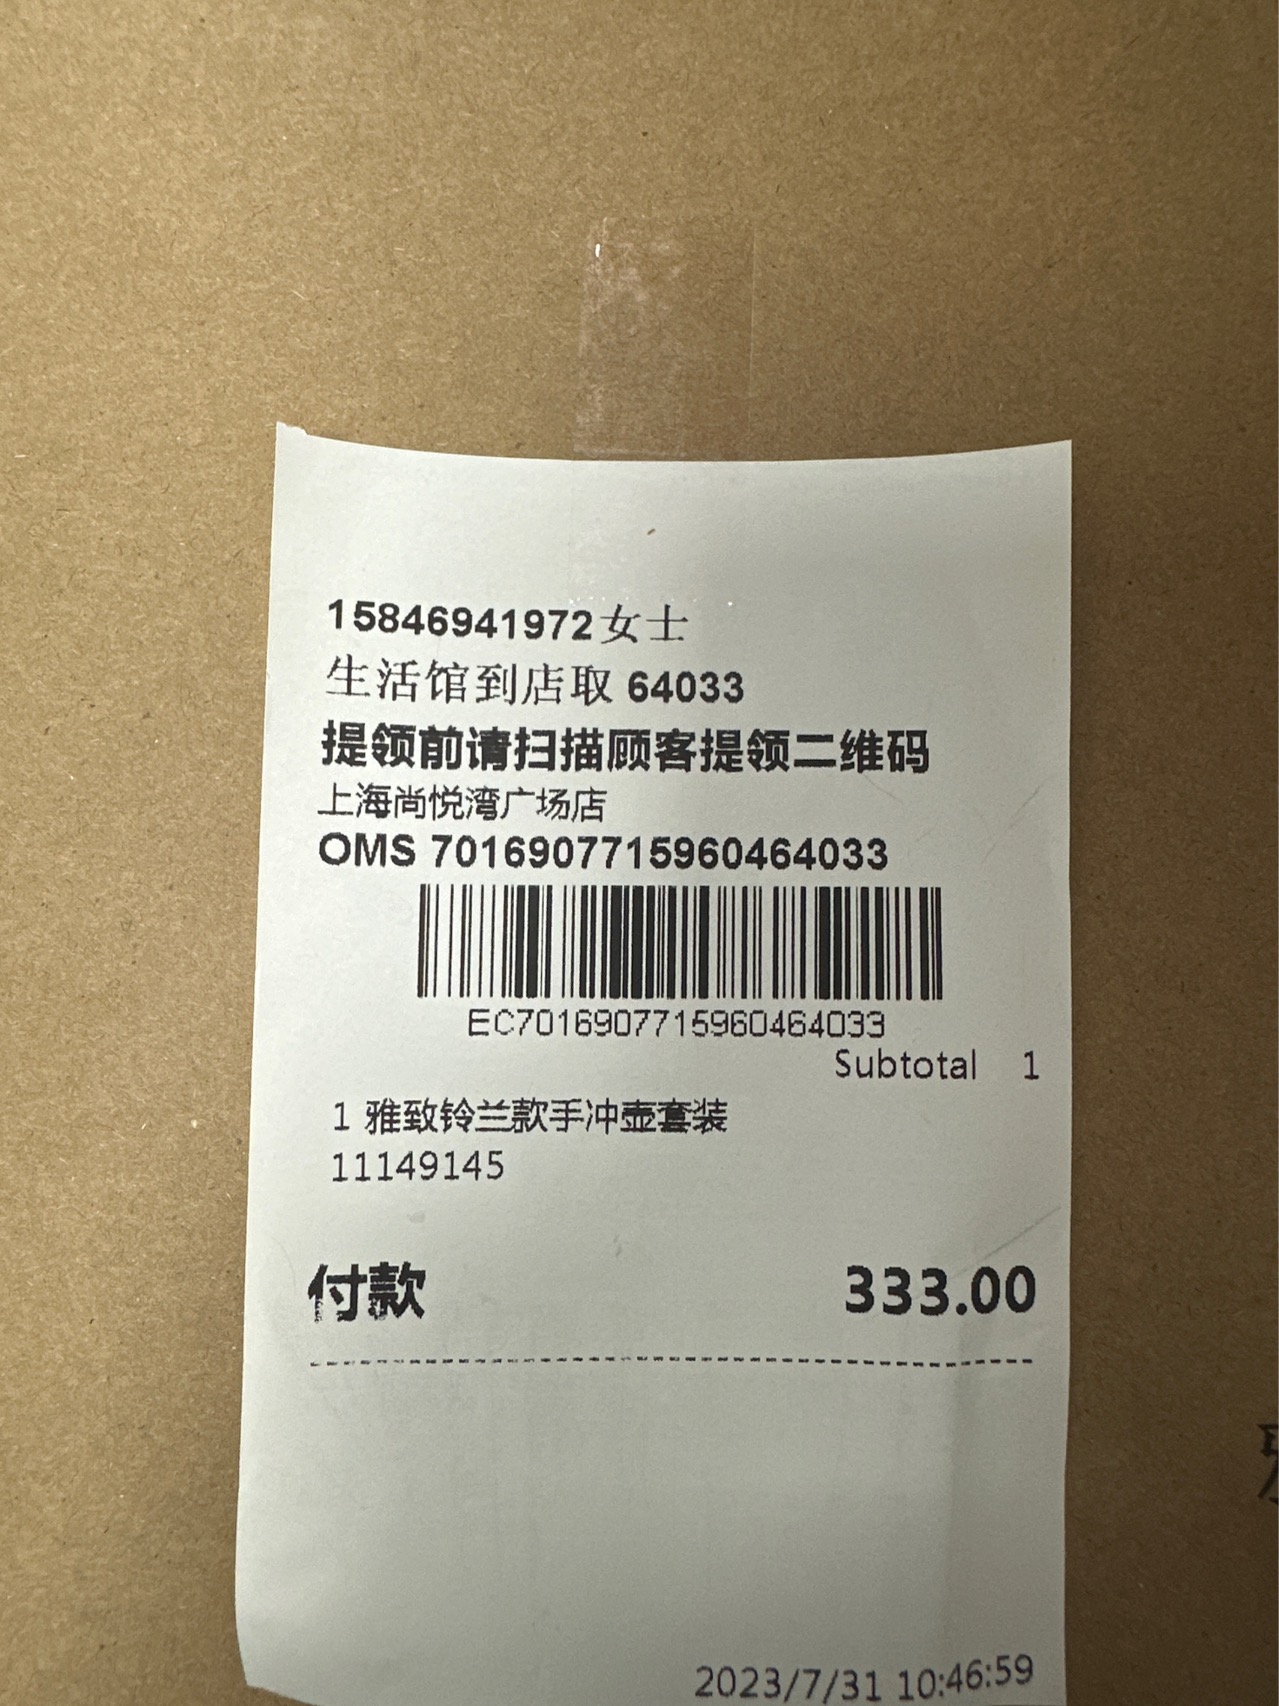 15846941972女士
生活馆到店取 64033
提领前请扫描顾客提领二维码
上海尚悦湾广场店
OMS 7016907715960464033
EC7016907715960464033
Subtotal 1
1 雅致铃兰款手冲壶套装
11149145
付款 333.00
2023/7/31 10:46:59